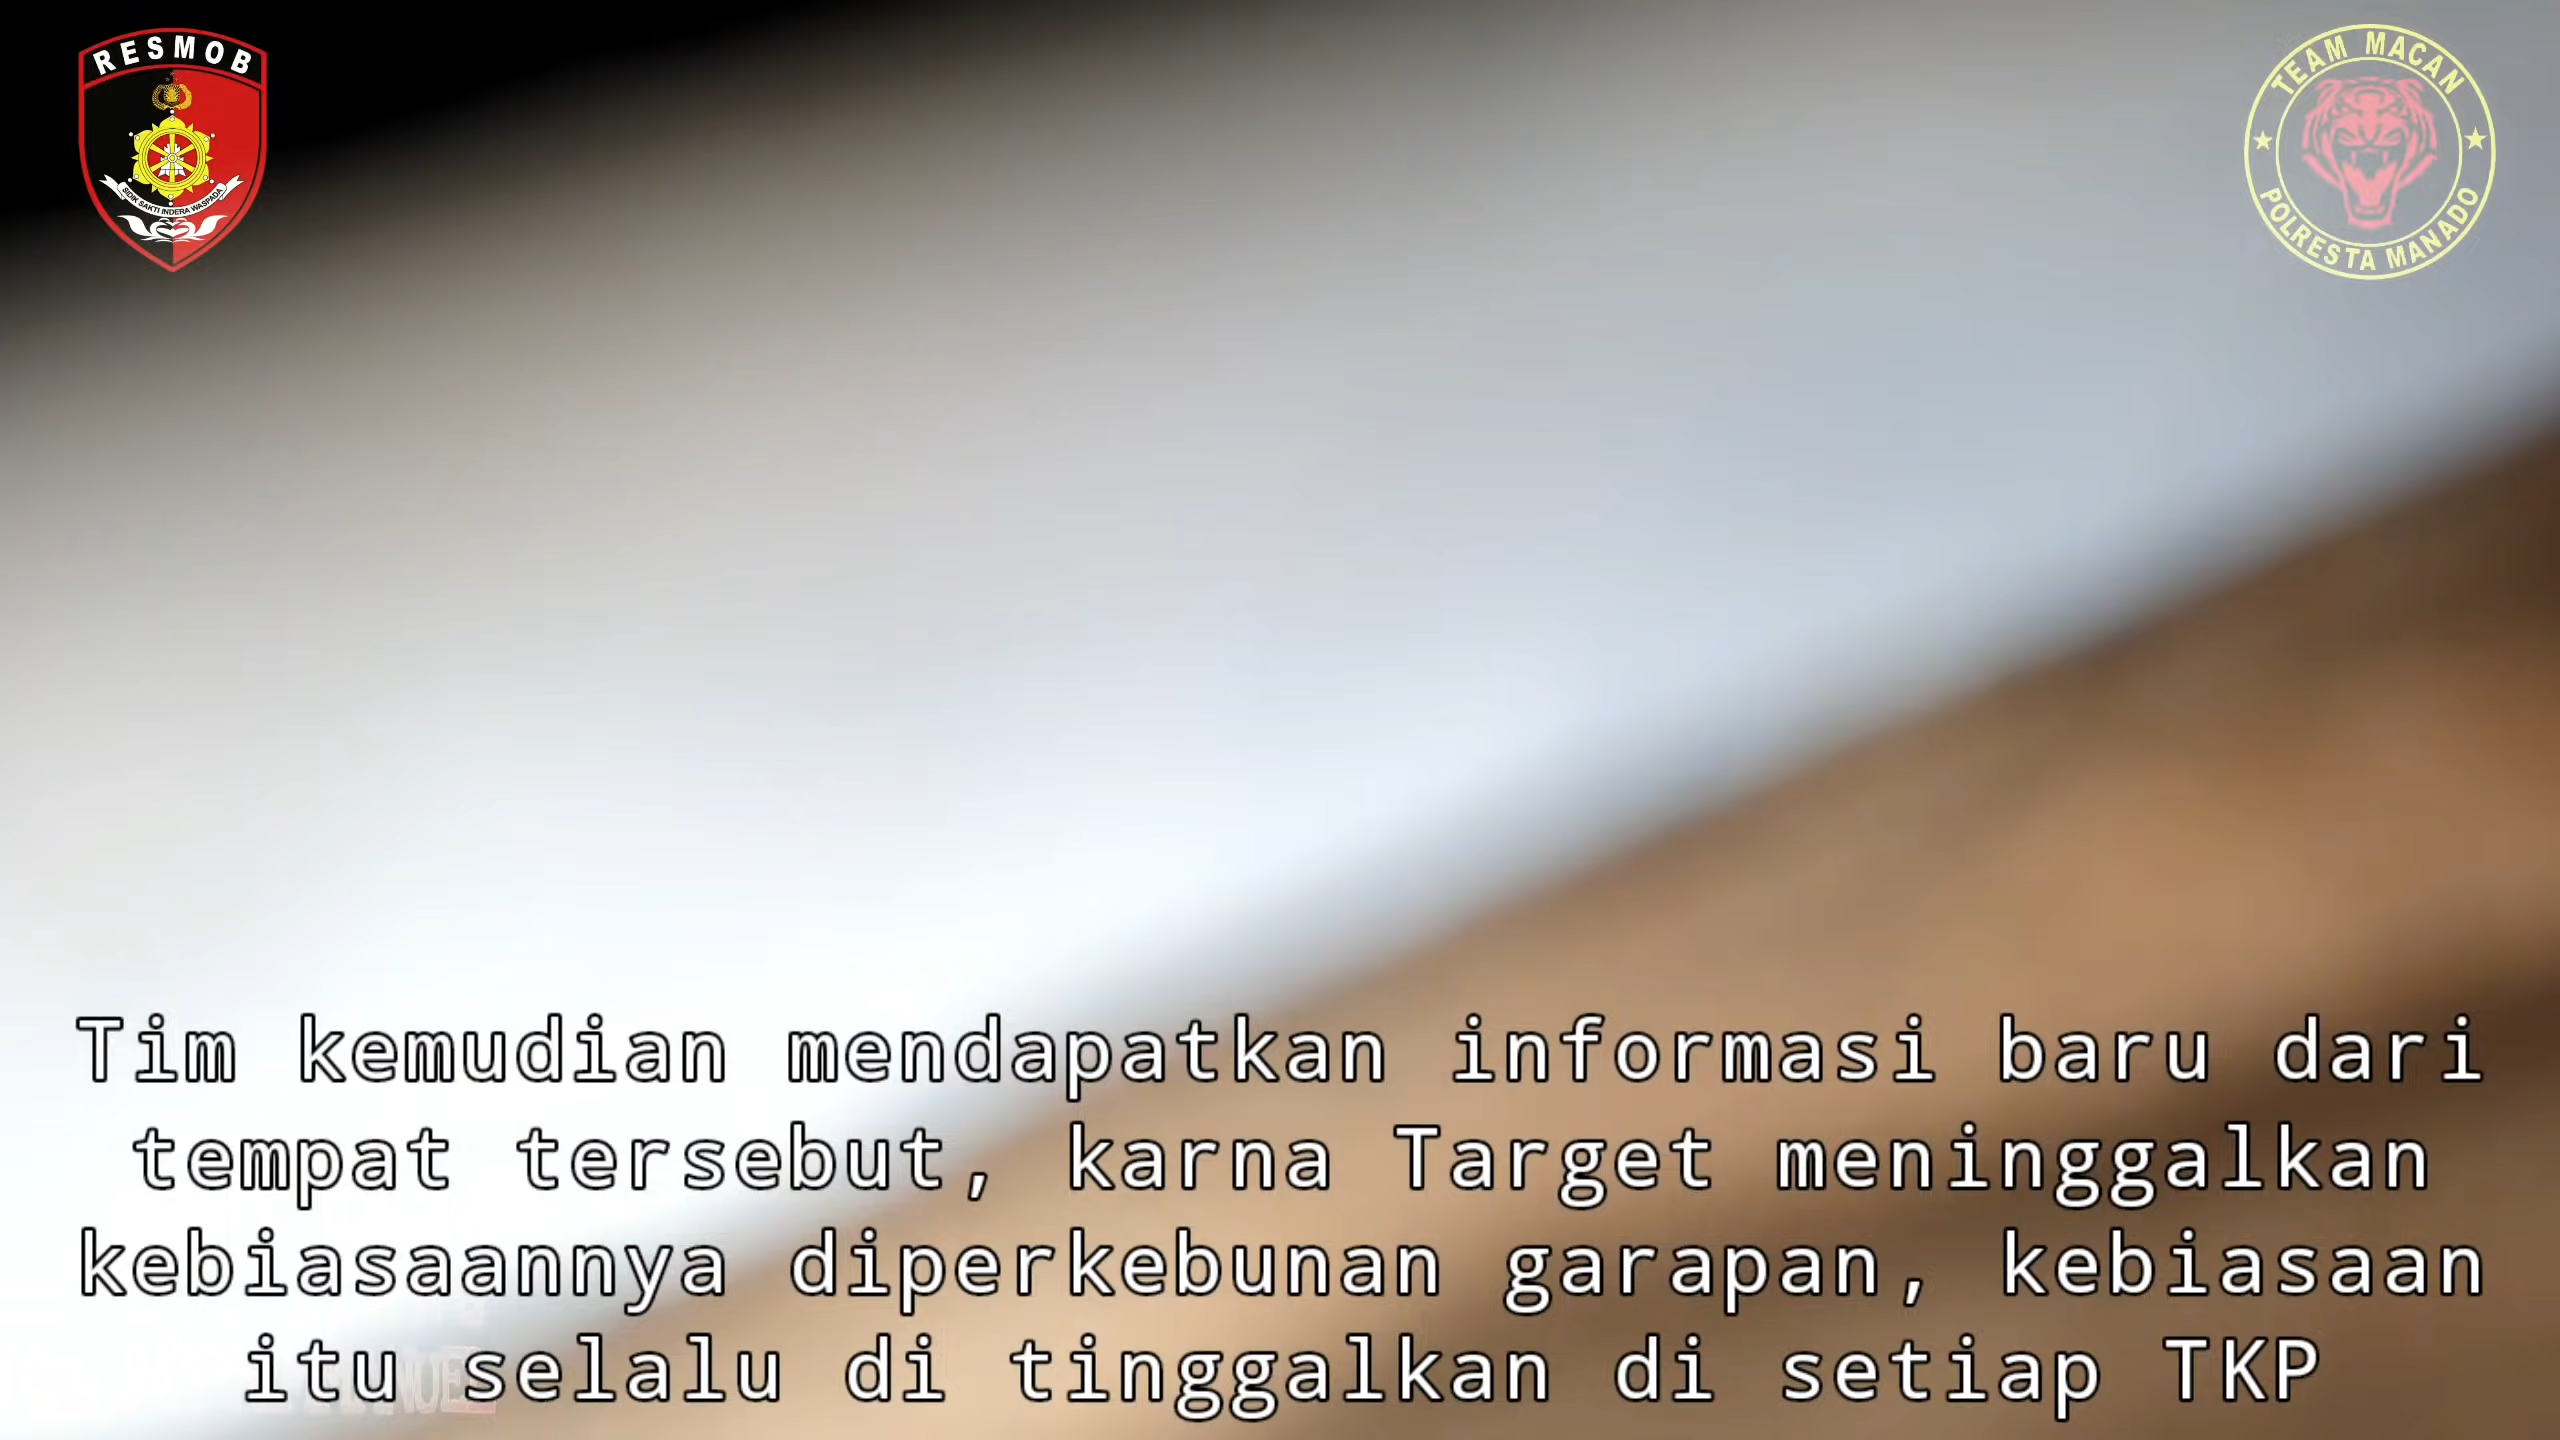 RESMOB
SIDIK SAKTI INDERA WASPADA
TEAM MACAN
POLRESTA MANADO
Tim kemudian mendapatkan informasi baru dari
tempat tersebut, karna Target meninggalkan
kebiasaannya diperkebunan garapan, kebiasaan
itu selalu di tinggalkan di setiap TKP